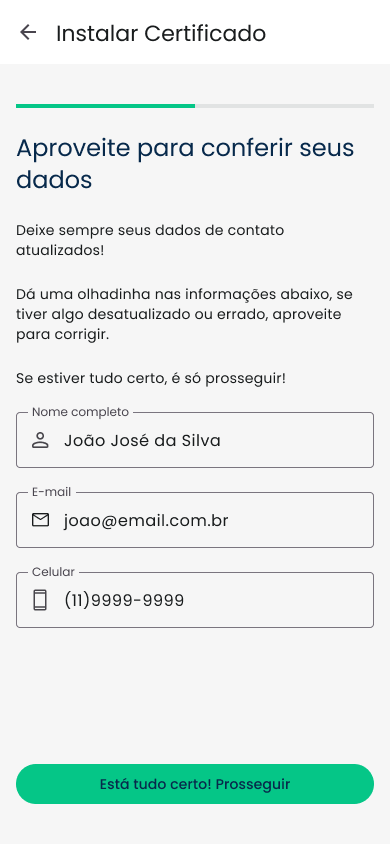 Instalar Certificado
Aproveite para conferir seus
dados
Deixe sempre seus dados de contato
atualizados!
Dá uma olhadinha nas informações abaixo, se
tiver algo desatualizado ou errado, aproveite
para corrigir.
Se estiver tudo certo, é só prosseguir!
Nome completo
João José da Silva
E-mail
joao@email.com.br
Celular
(11)9999-9999
Está tudo certo! Prosseguir